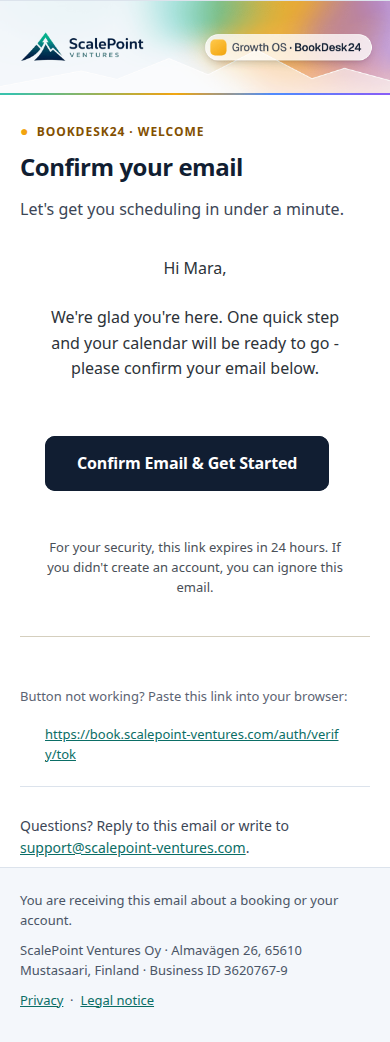 ScalePoint
VENTURES
Growth OS · BookDesk24
BOOKDESK24 · WELCOME
Confirm your email
Let's get you scheduling in under a minute.
Hi Mara,
We're glad you're here. One quick step
and your calendar will be ready to go -
please confirm your email below.
Confirm Email & Get Started
For your security, this link expires in 24 hours. If
you didn't create an account, you can ignore this
email.
Button not working? Paste this link into your browser:
https://book.scalepoint-ventures.com/auth/verif
y/tok
Questions? Reply to this email or write to
support@scalepoint-ventures.com.
You are receiving this email about a booking or your
account.
ScalePoint Ventures Oy · Almavägen 26, 65610
Mustasaari, Finland · Business ID 3620767-9
Privacy · Legal notice